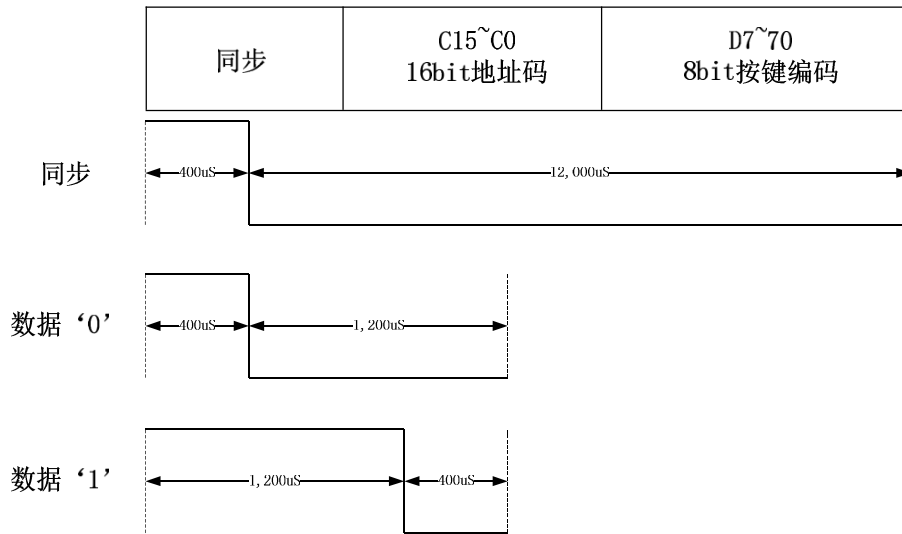 同步
C15~C0
16bit地址码
D7~70
8bit按键编码
同步
400uS
12,000uS
数据‘0’
400uS
1,200uS
数据‘1’
1,200uS
400uS